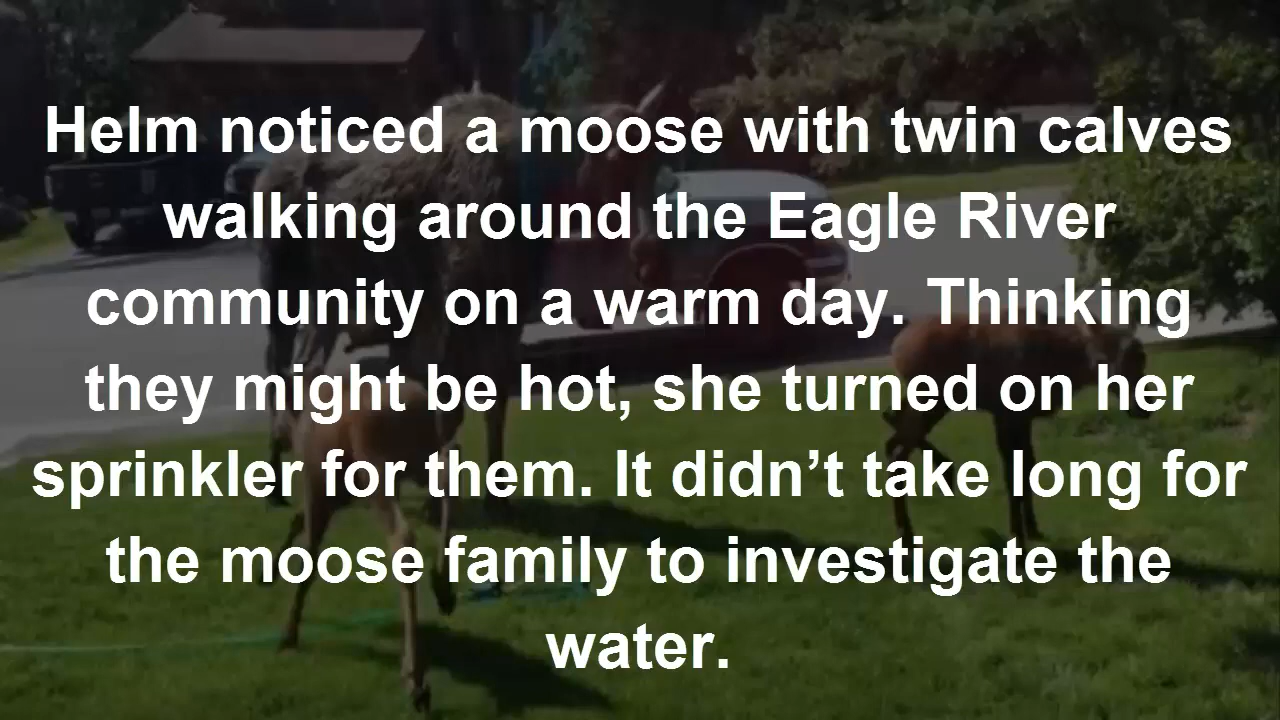 Helm noticed a moose with twin calves
walking around the Eagle River
community on a warm day. Thinking
they might be hot, she turned on her
sprinkler for them. It didn’t take long for
the moose family to investigate the
water.